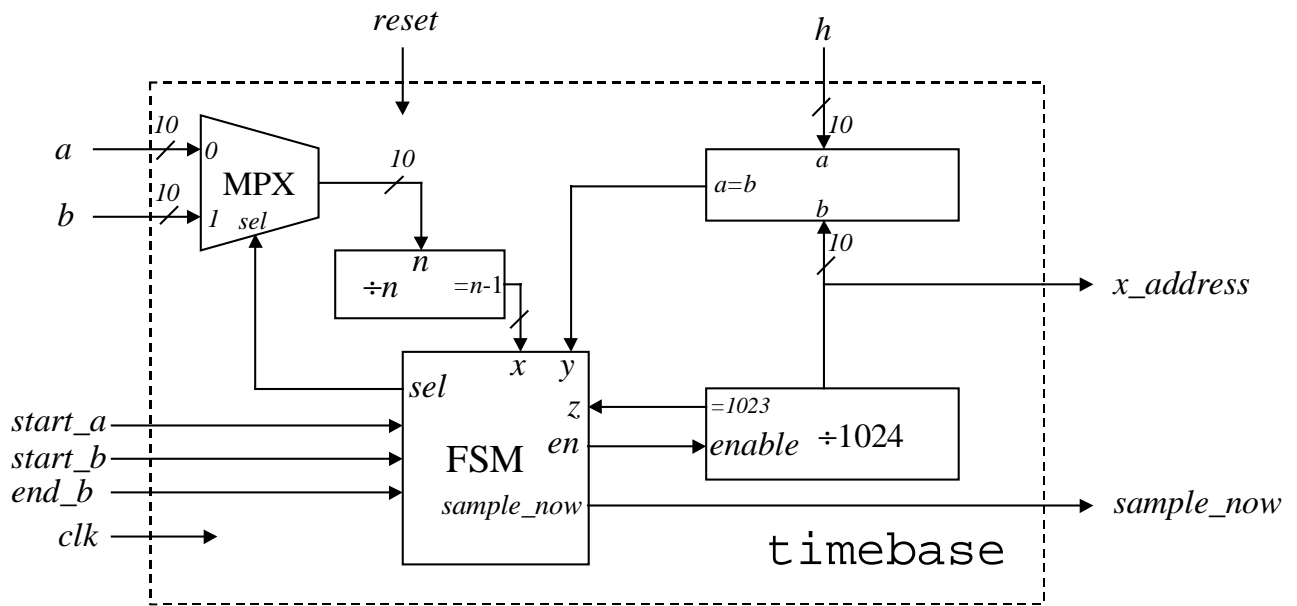 reset
h
10
10
a
0
10
a
MPX
a=b
10
b
b
1
sel
10
n
÷n
=n-1
x_address
x
y
sel
z
=1023
start_a
en
enable
÷1024
start_b
FSM
end_b
sample_now
sample_now
clk
timebase
10